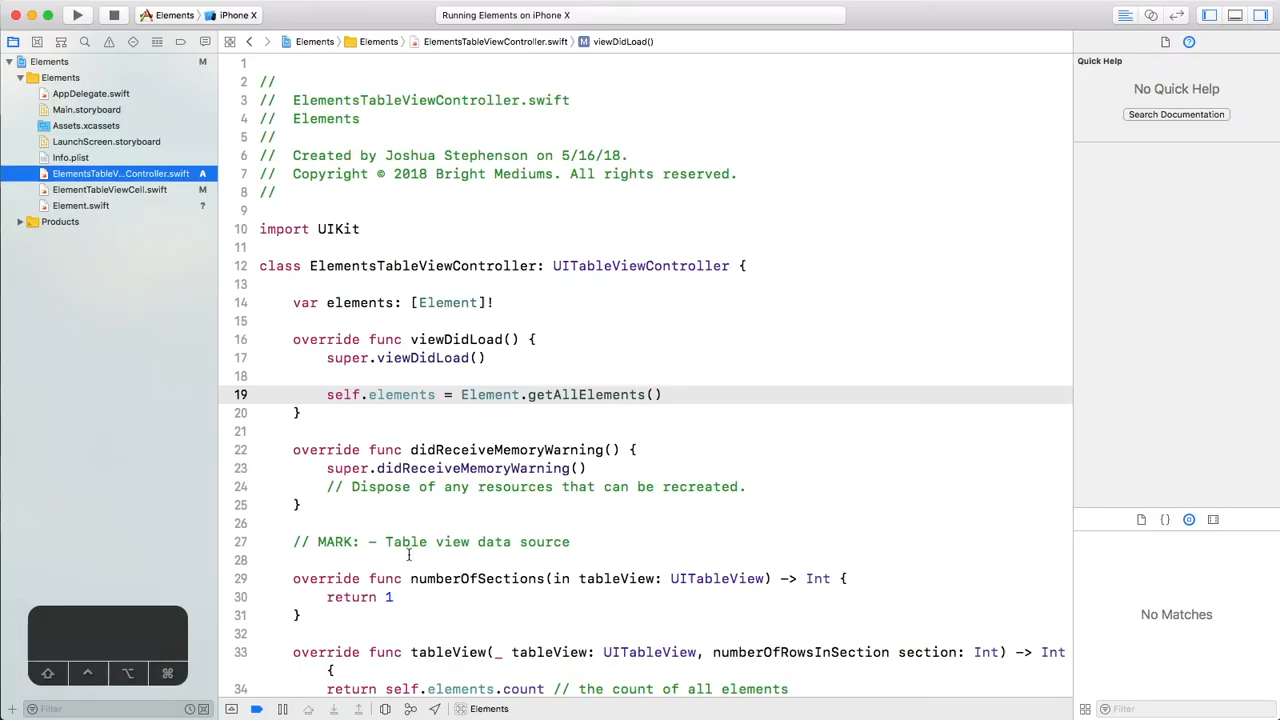 Elements
iPhone X
Running Elements on iPhone X
Elements
Elements
ElementsTableViewController.swift
viewDidLoad()
Elements M
Elements
AppDelegate.swift
Main.storyboard
Assets.xcassets
LaunchScreen.storyboard
Info.plist
ElementsTableV...Controller.swift A
ElementTableViewCell.swift M
Element.swift ?
Products
1
2 //
3 // ElementsTableViewController.swift
4 // Elements
5 //
6 // Created by Joshua Stephenson on 5/16/18.
7 // Copyright © 2018 Bright Mediums. All rights reserved.
8 //
9
10 import UIKit
11
12 class ElementsTableViewController: UITableViewController {
13
14 var elements: [Element]!
15
16 override func viewDidLoad() {
17 super.viewDidLoad()
18
19 self.elements = Element.getAllElements()
20 }
21
22 override func didReceiveMemoryWarning() {
23 super.didReceiveMemoryWarning()
24 // Dispose of any resources that can be recreated.
25 }
26
27 // MARK: - Table view data source
28
29 override func numberOfSections(in tableView: UITableView) -> Int {
30 return 1
31 }
32
33 override func tableView(_ tableView: UITableView, numberOfRowsInSection section: Int) -> Int
{
34 return self.elements.count // the count of all elements
Quick Help
No Quick Help
Search Documentation
No Matches
Filter
Elements
Filter